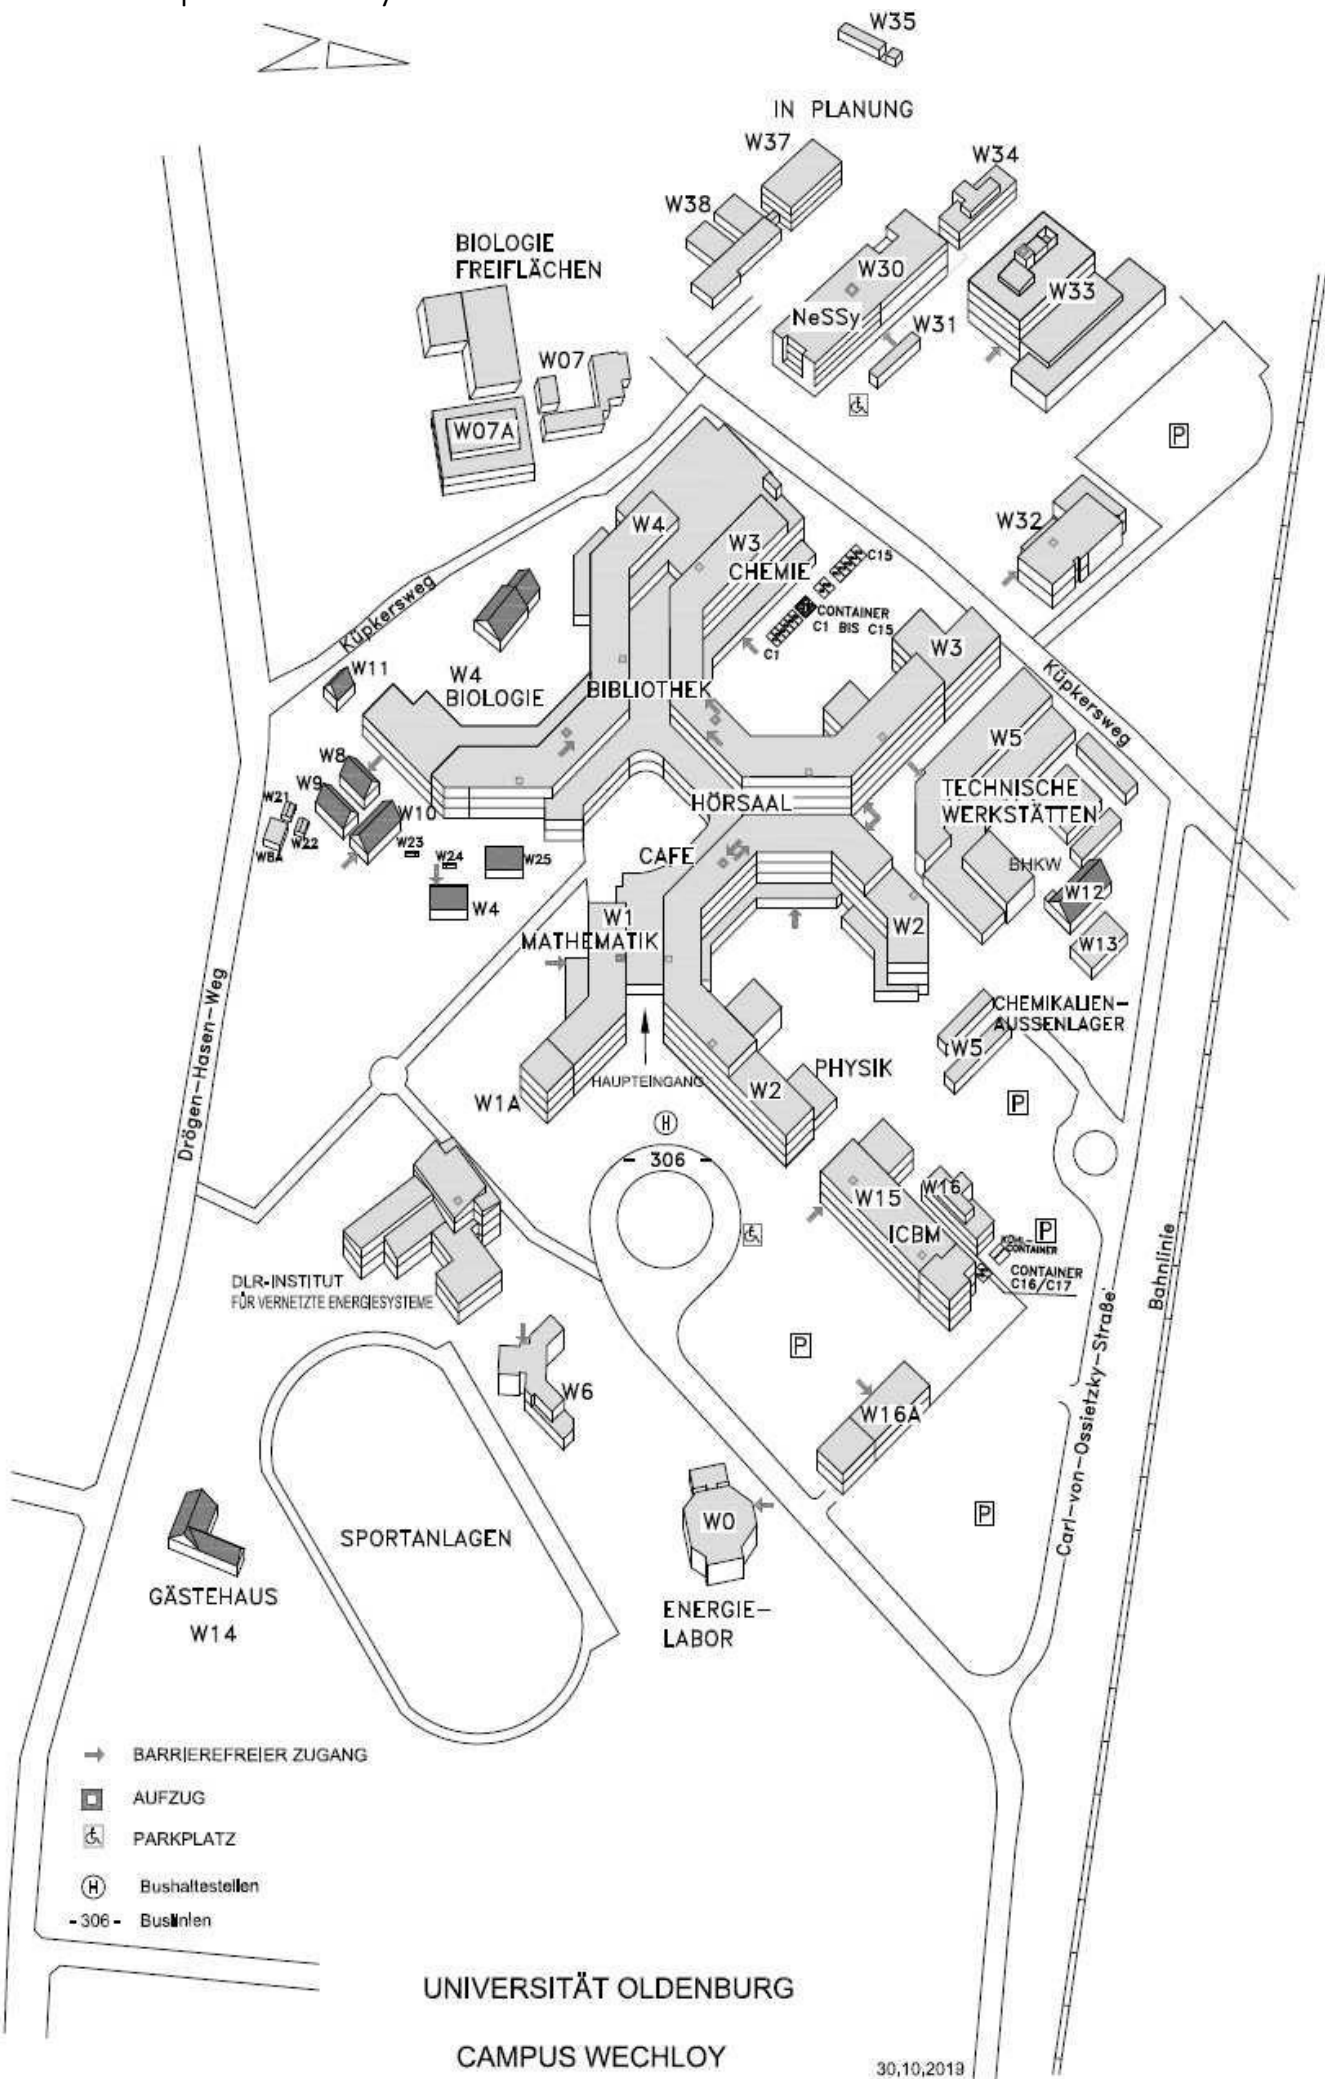 W35
IN PLANUNG
W37
W34
W38
BIOLOGIE
FREIFLÄCHEN
W30
W33
NeSSy
W31
W07
W07A
P
W4
W3
CHEMIE
W32
C15
CONTAINER
C1 BIS C15
C1
Küpkersweg
W11
W4
BIOLOGIE
BIBLIOTHEK
W3
Küpkersweg
W5
W8
W9
W10
W21
W22
W8A
W23
W24
W25
W4
HÖRSAAL
TECHNISCHE
WERKSTÄTTEN
CAFE
BHKW
W12
W1
MATHEMATIK
W2
W13
Drögen-Hasen-Weg
CHEMIKALIEN-
AUSSENLAGER
W5
HAUPTEINGANG
W1A
W2
PHYSIK
P
H
- 306 -
W15
W16
ICBM
P
KÜHL-
CONTAINER
CONTAINER
C16/C17
DLR-INSTITUT
FÜR VERNETZTE ENERGIESYSTEME
Bahnlinie
Carl-von-Ossietzky-Straße
P
W6
W16A
W0
P
SPORTANLAGEN
GÄSTEHAUS
W14
ENERGIE-
LABOR
BARRIEREFREIER ZUGANG
AUFZUG
PARKPLATZ
H Bushaltestellen
- 306 - Buslinien
UNIVERSITÄT OLDENBURG
CAMPUS WECHLOY
30,10,2019